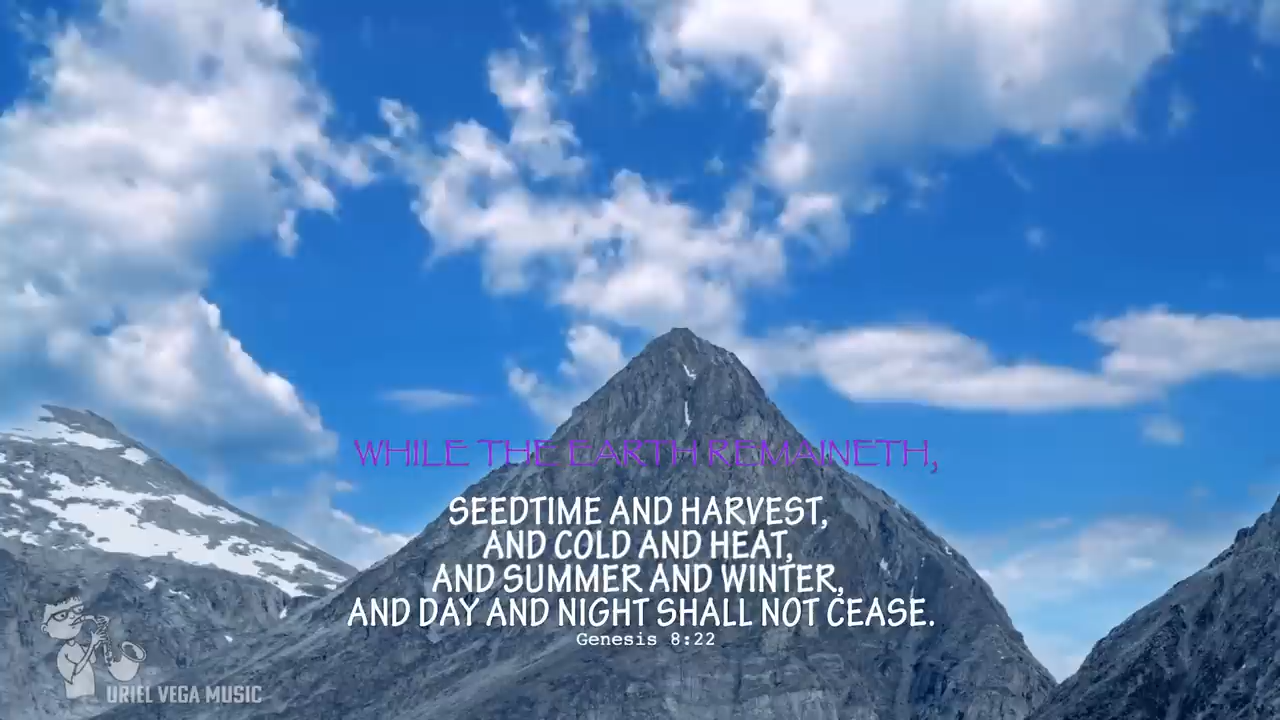 WHILE THE EARTH REMAINETH,
SEEDTIME AND HARVEST,
AND COLD AND HEAT,
AND SUMMER AND WINTER,
AND DAY AND NIGHT SHALL NOT CEASE.
Genesis 8:22
URIEL VEGA MUSIC